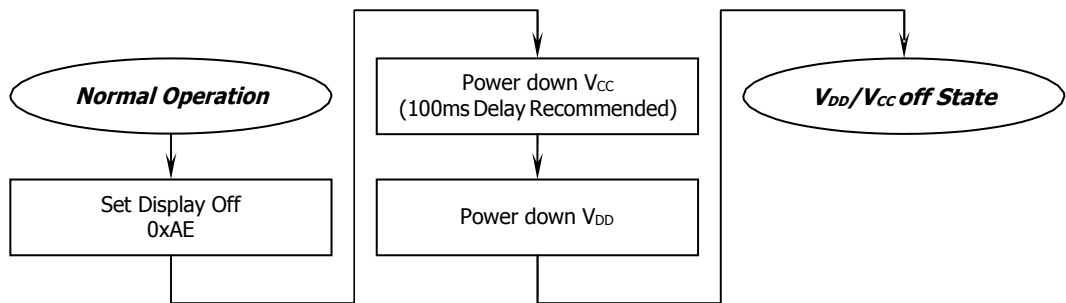 Normal Operation
Set Display Off
0xAE
Power down VCC
(100ms Delay Recommended)
Power down VDD
VDD/VCC off State